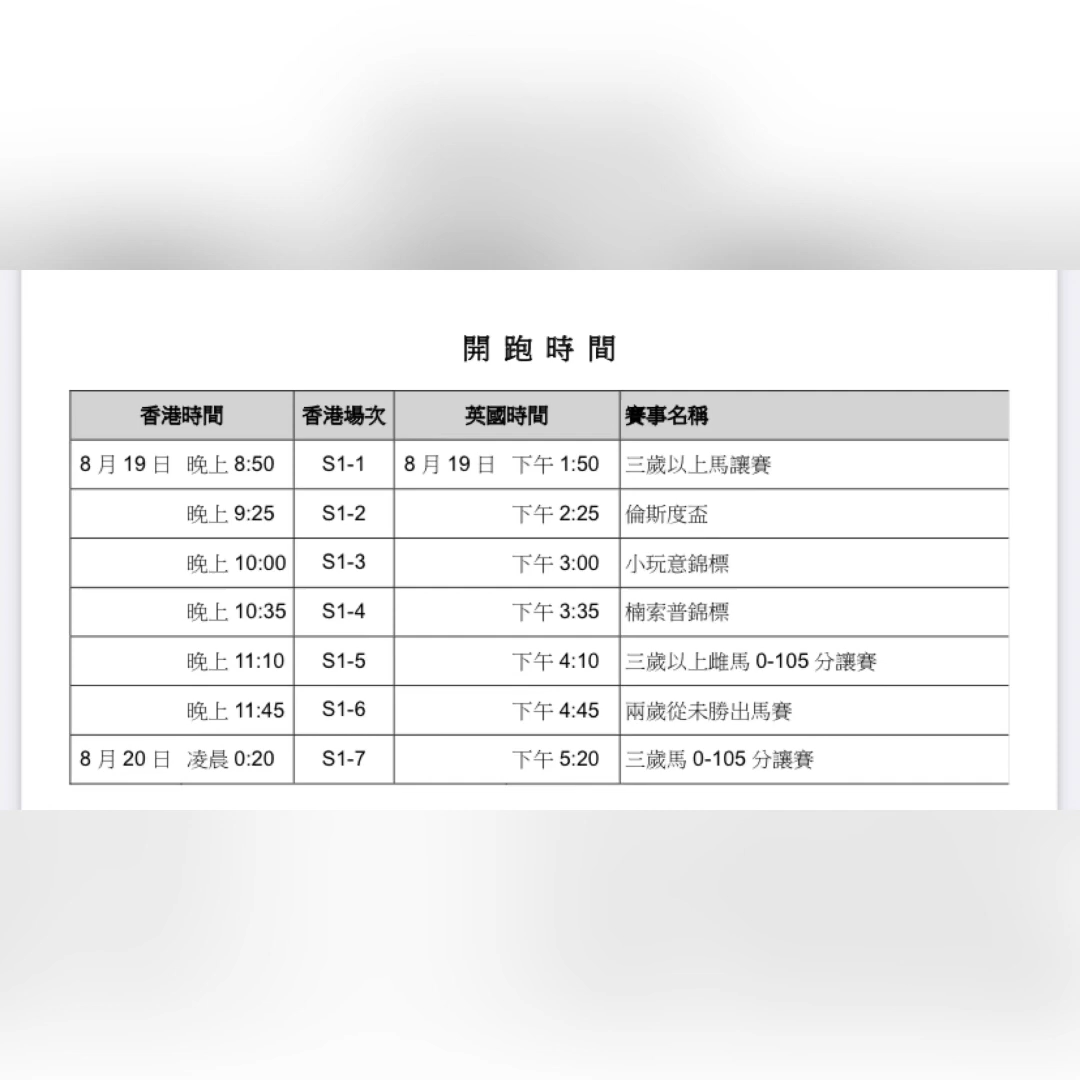 開跑時間
香港時間 香港場次 英國時間 賽事名稱
8 月 19 日 晚上 8:50 S1-1 8 月 19 日 下午 1:50 三歲以上馬讓賽
晚上 9:25 S1-2 下午 2:25 倫斯度盃
晚上 10:00 S1-3 下午 3:00 小玩意錦標
晚上 10:35 S1-4 下午 3:35 楠索普錦標
晚上 11:10 S1-5 下午 4:10 三歲以上雌馬 0-105 分讓賽
晚上 11:45 S1-6 下午 4:45 兩歲從未勝出馬賽
8 月 20 日 凌晨 0:20 S1-7 下午 5:20 三歲馬 0-105 分讓賽